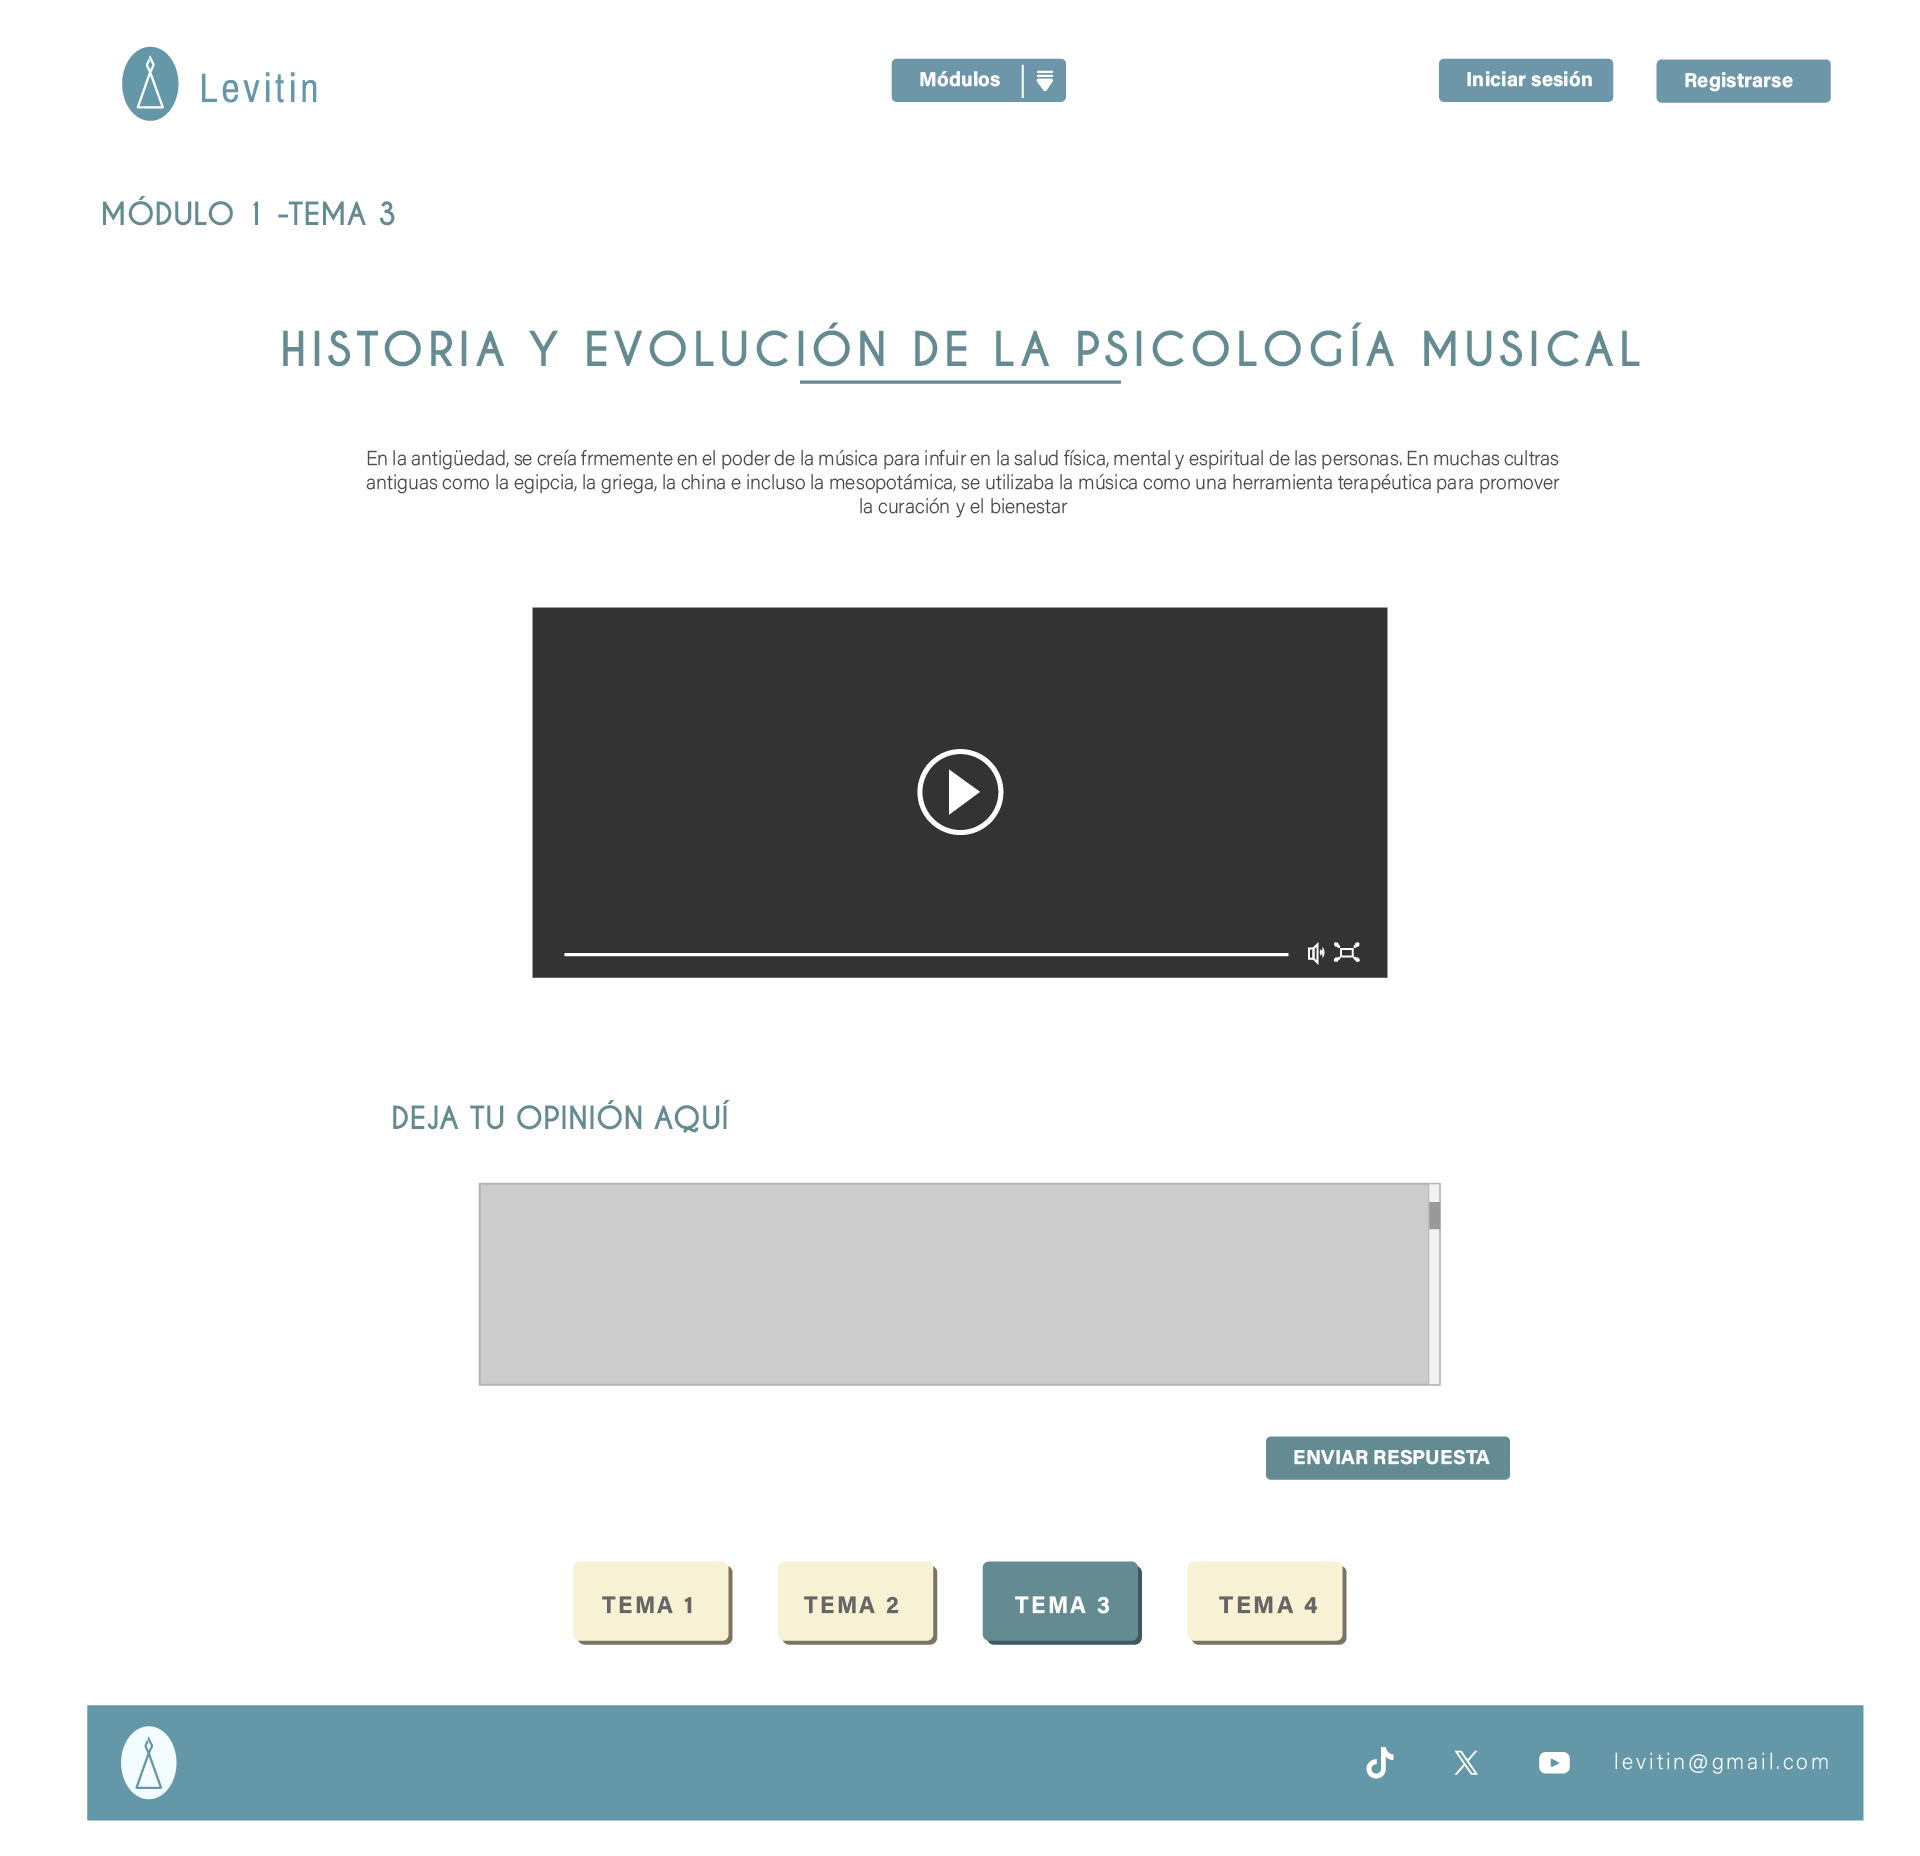 Levitin
Módulos
Iniciar sesión
Registrarse
MÓDULO 1 -TEMA 3
HISTORIA Y EVOLUCIÓN DE LA PSICOLOGÍA MUSICAL
En la antigüedad, se creía frmemente en el poder de la música para infuir en la salud física, mental y espiritual de las personas. En muchas cultras
antiguas como la egipcia, la griega, la china e incluso la mesopotámica, se utilizaba la música como una herramienta terapéutica para promover
la curación y el bienestar
DEJA TU OPINIÓN AQUÍ
ENVIAR RESPUESTA
TEMA 1
TEMA 2
TEMA 3
TEMA 4
levitin@gmail.com